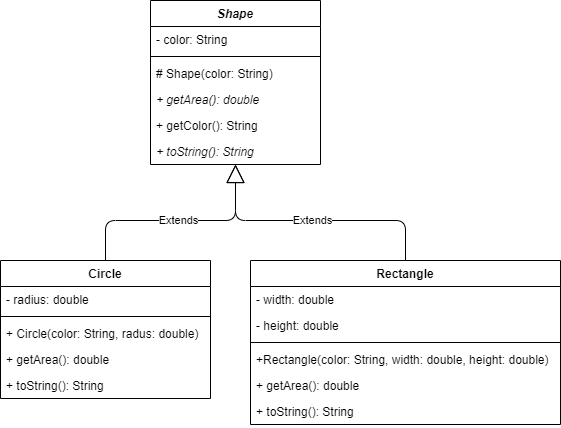 Shape
- color: String
# Shape(color: String)
+ getArea(): double
+ getColor(): String
+ toString(): String
Extends
Extends
Circle
- radius: double
+ Circle(color: String, radius: double)
+ getArea(): double
+ toString(): String
Rectangle
- width: double
- height: double
+Rectangle(color: String, width: double, height: double)
+ getArea(): double
+ toString(): String